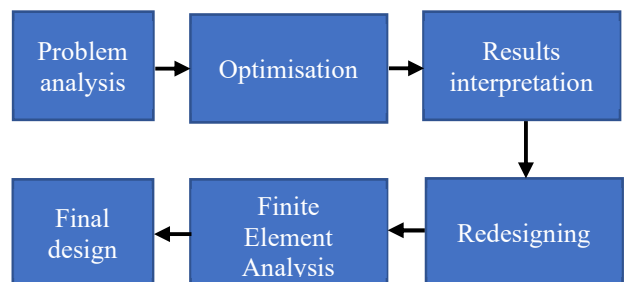 Problem
analysis
Optimisation
Results
interpretation
Redesigning
Finite
Element
Analysis
Final
design